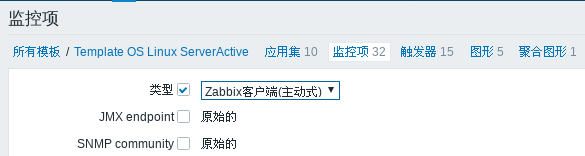 监控项
所有模板 / Template OS Linux ServerActive 应用集 10 监控项 32 触发器 15 图形 5 聚合图形 1
类型 Zabbix客户端(主动式)
JMX endpoint 原始的
SNMP community 原始的